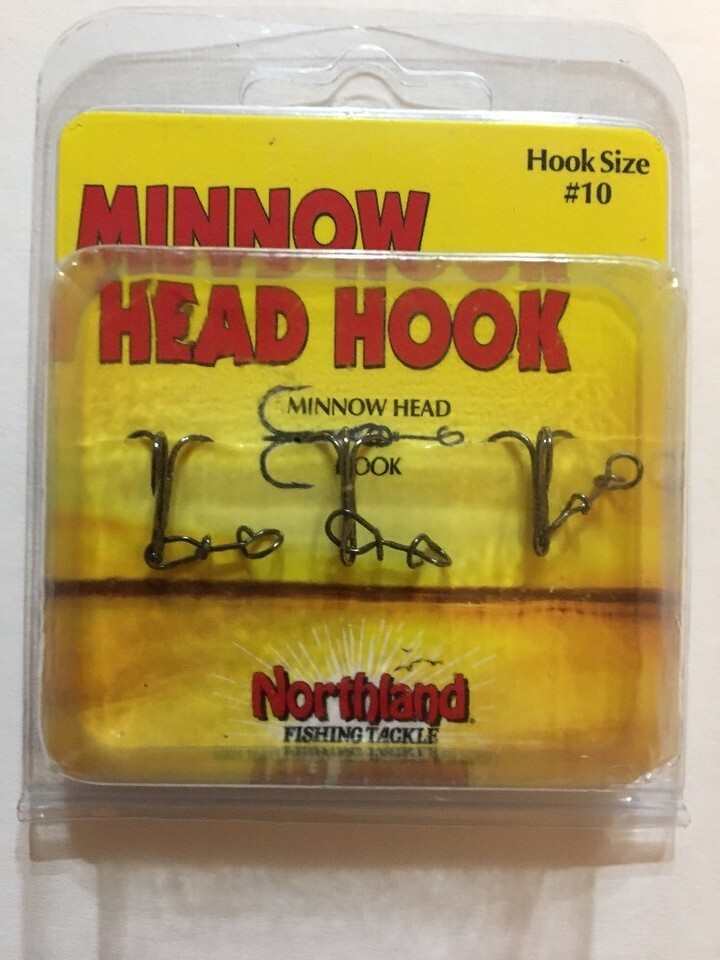 Hook Size
#10
MINNOW
HEAD HOOK
MINNOW HEAD
HOOK
Northland
FISHING TACKLE